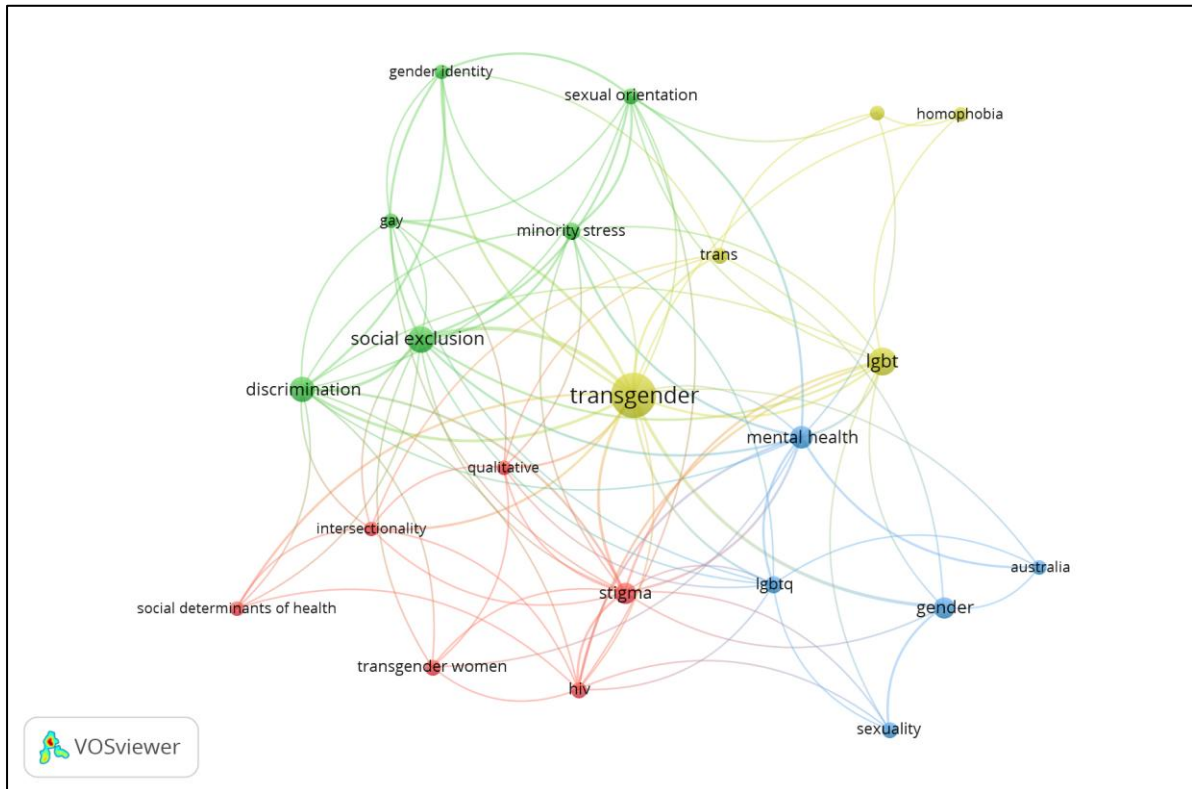 gender identity
sexual orientation
homophobia
gay
minority stress
trans
social exclusion
lgbt
discrimination
transgender
mental health
qualitative
intersectionality
australia
lgbtq
stigma
gender
social determinants of health
transgender women
hiv
sexuality
VOSviewer